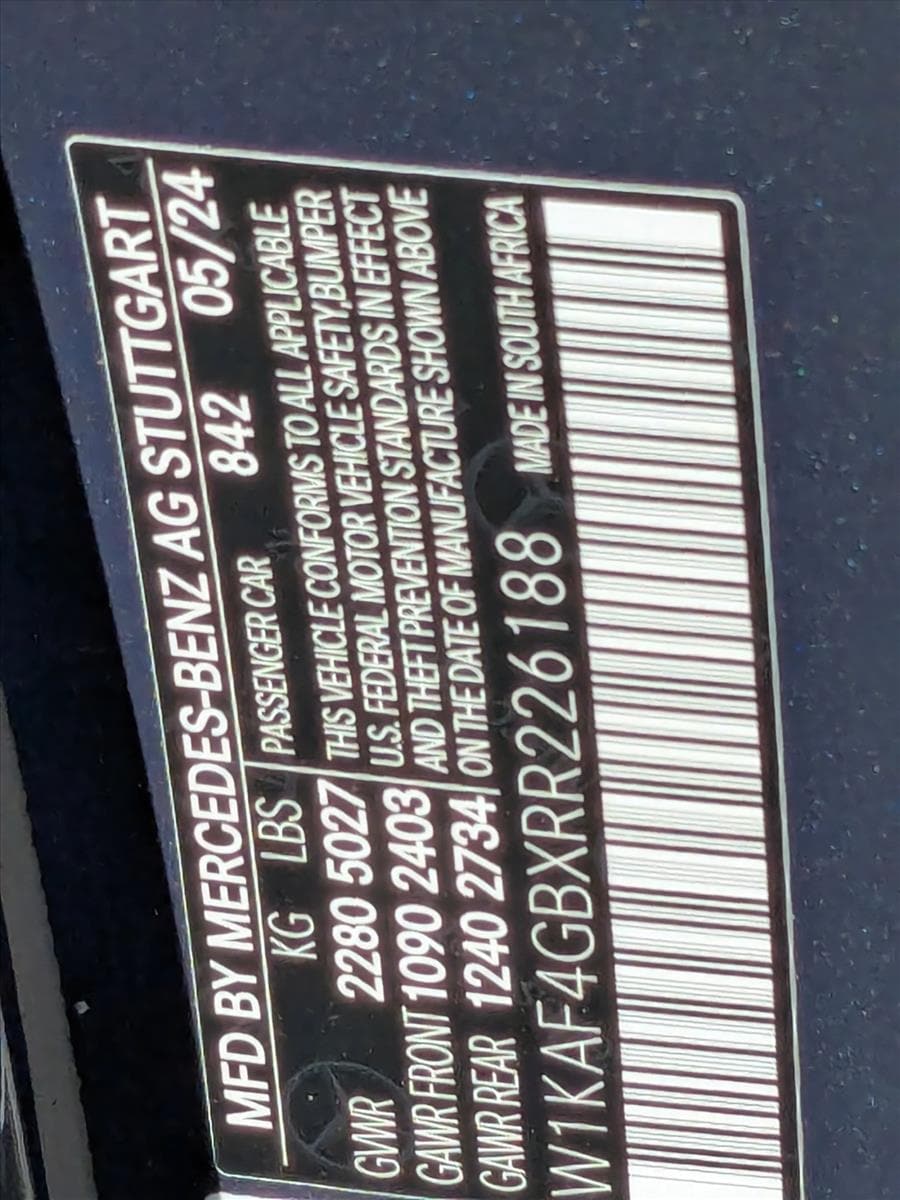 MFD BY MERCEDES-BENZ AG STUTTGART
842 05/24
KG LBS
GVWR 2280 5027
GAWR FRONT 1090 2403
GAWR REAR 1240 2734
PASSENGER CAR
THIS VEHICLE CONFORMS TO ALL APPLICABLE
U.S. FEDERAL MOTOR VEHICLE SAFETY,BUMPER
AND THEFT PREVENTION STANDARDS IN EFFECT
ON THE DATE OF MANUFACTURE SHOWN ABOVE
MADE IN SOUTH AFRICA
W1KAF4GBXRR226188